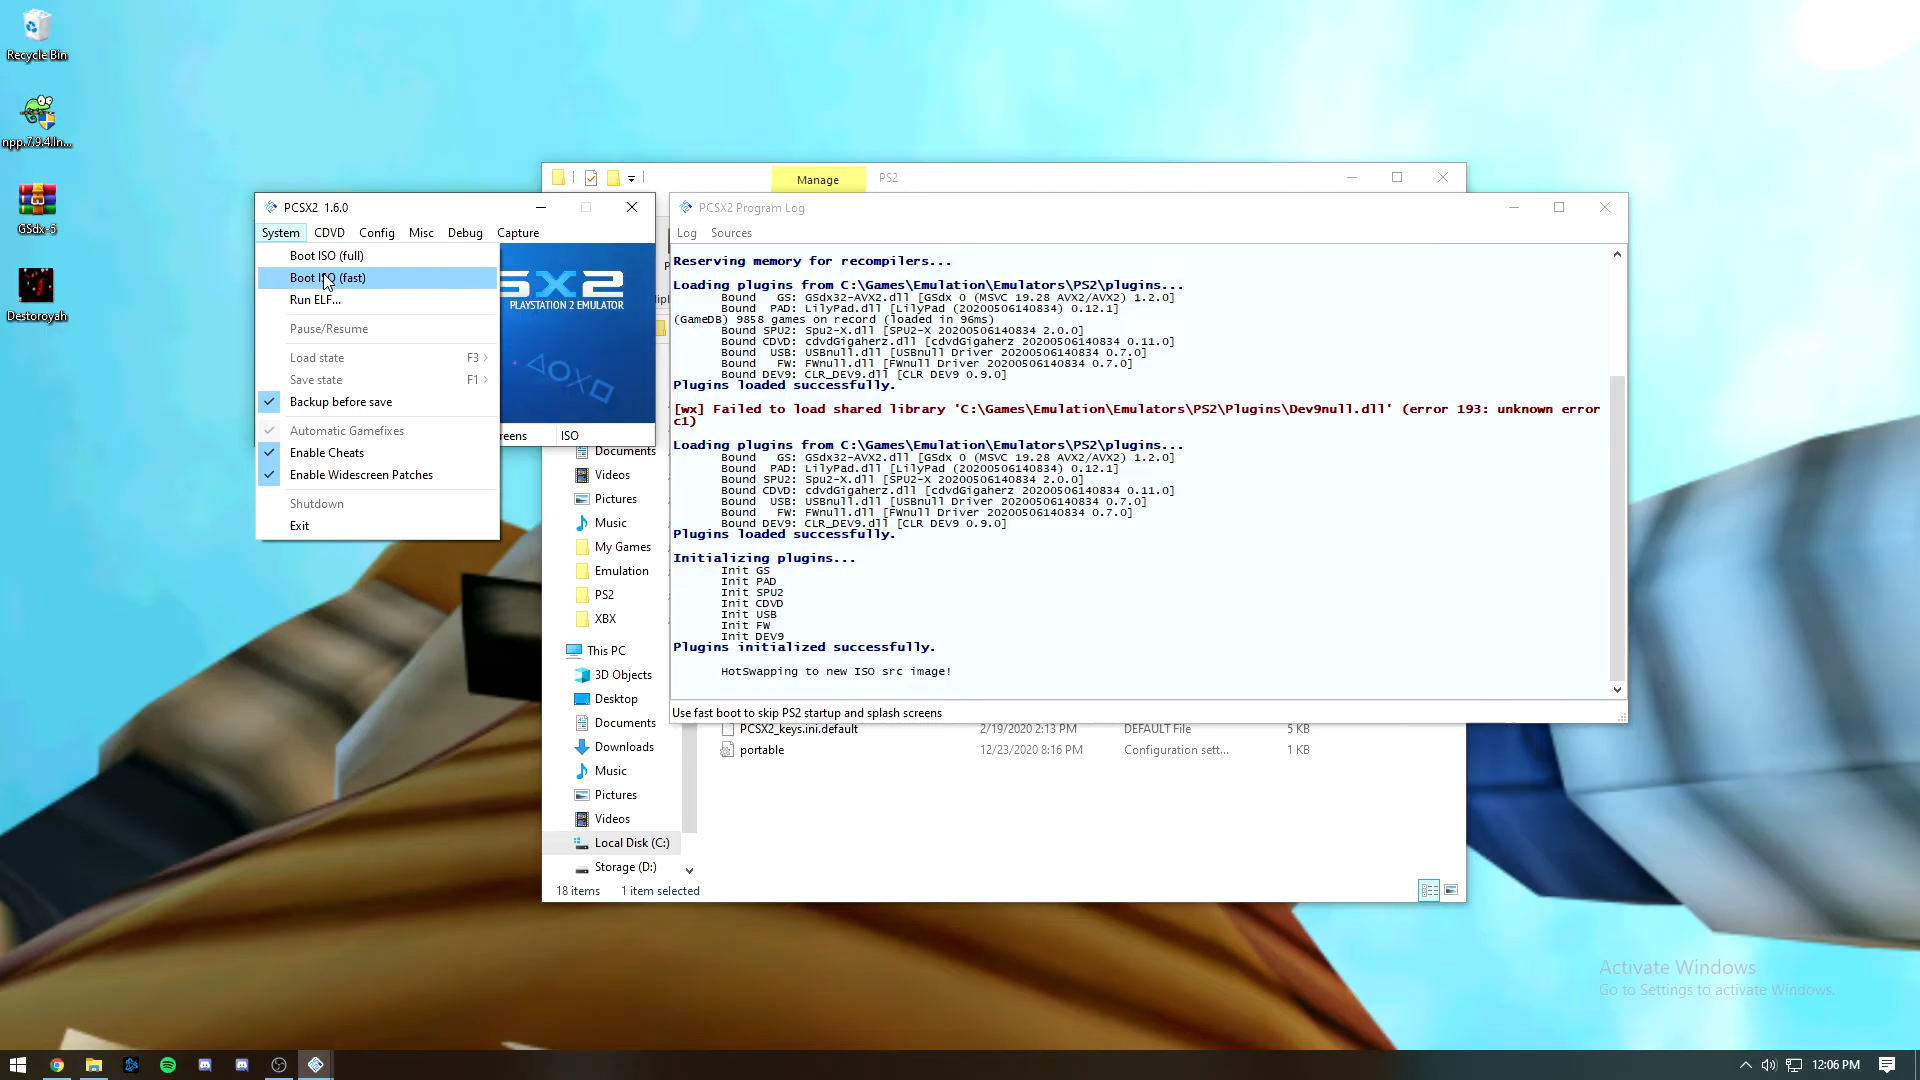 Recycle Bin
npp.7.9.4.In...
GSdx-5
Destoroyah
Manage
PS2
PCSX2 1.6.0
System
CDVD
Config
Misc
Debug
Capture
Boot ISO (full)
Boot ISO (fast)
Run ELF...
Pause/Resume
Load state F3
Save state F1
Backup before save
Automatic Gamefixes
Enable Cheats
Enable Widescreen Patches
Shutdown
Exit
SX2
PLAYSTATION 2 EMULATOR
reens
ISO
PCSX2 Program Log
Log
Sources
Reserving memory for recompilers...
Loading plugins from C:\Games\Emulation\Emulators\PS2\plugins...
Bound GS: GSdx32-AVX2.dll [GSdx 0 (MSVC 19.28 AVX2/AVX2) 1.2.0]
Bound PAD: LilyPad.dll [LilyPad (20200506140834) 0.12.1]
(GameDB) 9858 games on record (loaded in 96ms)
Bound SPU2: Spu2-X.dll [SPU2-X 20200506140834 2.0.0]
Bound CDVD: cdvdGigaherz.dll [cdvdGigaherz 20200506140834 0.11.0]
Bound USB: USBnull.dll [USBnull Driver 20200506140834 0.7.0]
Bound FW: FWnull.dll [FWnull Driver 20200506140834 0.7.0]
Bound DEV9: CLR_DEV9.dll [CLR DEV9 0.9.0]
Plugins loaded successfully.
[wx] Failed to load shared library 'C:\Games\Emulation\Emulators\PS2\Plugins\Dev9null.dll' (error 193: unknown error
c1)
Loading plugins from C:\Games\Emulation\Emulators\PS2\plugins...
Bound GS: GSdx32-AVX2.dll [GSdx 0 (MSVC 19.28 AVX2/AVX2) 1.2.0]
Bound PAD: LilyPad.dll [LilyPad (20200506140834) 0.12.1]
Bound SPU2: Spu2-X.dll [SPU2-X 20200506140834 2.0.0]
Bound CDVD: cdvdGigaherz.dll [cdvdGigaherz 20200506140834 0.11.0]
Bound USB: USBnull.dll [USBnull Driver 20200506140834 0.7.0]
Bound FW: FWnull.dll [FWnull Driver 20200506140834 0.7.0]
Bound DEV9: CLR_DEV9.dll [CLR DEV9 0.9.0]
Plugins loaded successfully.
Initializing plugins...
Init GS
Init PAD
Init SPU2
Init CDVD
Init USB
Init FW
Init DEV9
Plugins initialized successfully.
HotSwapping to new ISO src image!
Use fast boot to skip PS2 startup and splash screens
Documents
Videos
Pictures
Music
My Games
Emulation
PS2
XBX
This PC
3D Objects
Desktop
Documents
Downloads
Music
Pictures
Videos
Local Disk (C:)
Storage (D:)
PCSX2_keys.ini.default 2/19/2020 2:13 PM DEFAULT File 5 KB
portable 12/23/2020 8:16 PM Configuration sett... 1 KB
18 items 1 item selected
Activate Windows
Go to Settings to activate Windows.
12:06 PM